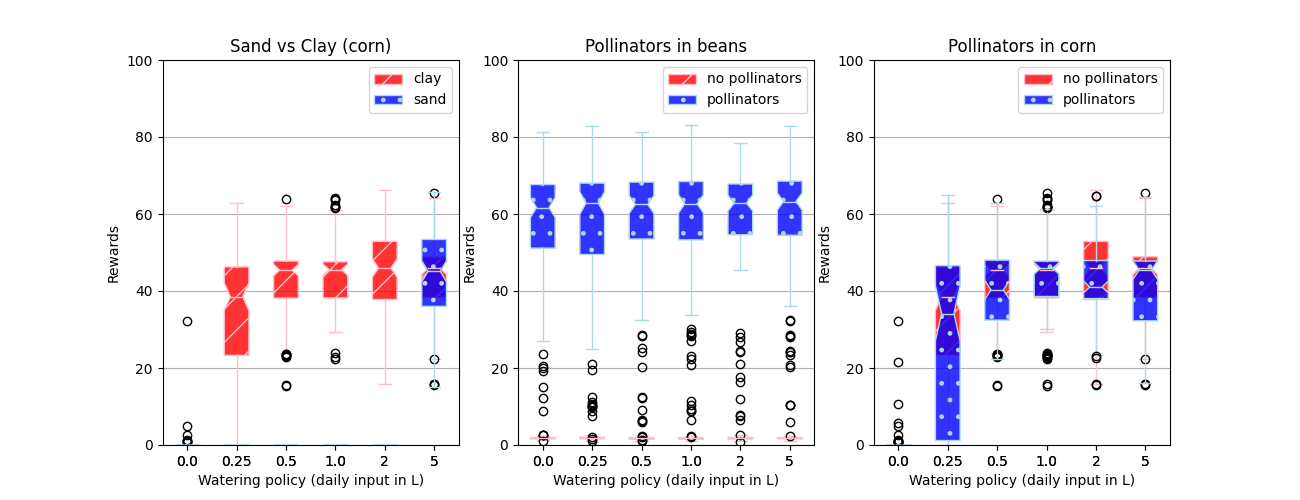 Sand vs Clay (corn)
100
80
60
40
20
0
Rewards
clay
sand
0.0 0.25 0.5 1.0 2 5
Watering policy (daily input in L)
Pollinators in beans
100
80
60
40
20
0
Rewards
no pollinators
pollinators
0.0 0.25 0.5 1.0 2 5
Watering policy (daily input in L)
Pollinators in corn
100
80
60
40
20
0
Rewards
no pollinators
pollinators
0.0 0.25 0.5 1.0 2 5
Watering policy (daily input in L)